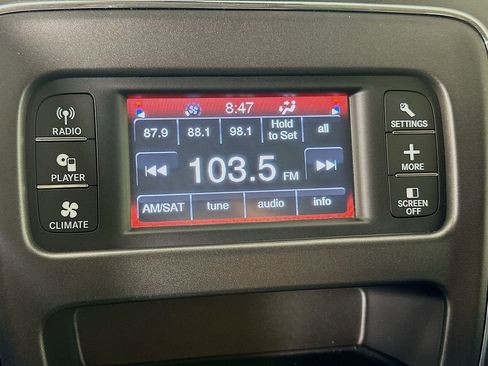 8:47
87.9 88.1 98.1 Hold to Set all
103.5 FM
AM/SAT tune audio info
RADIO
PLAYER
CLIMATE
SETTINGS
MORE
SCREEN
OFF